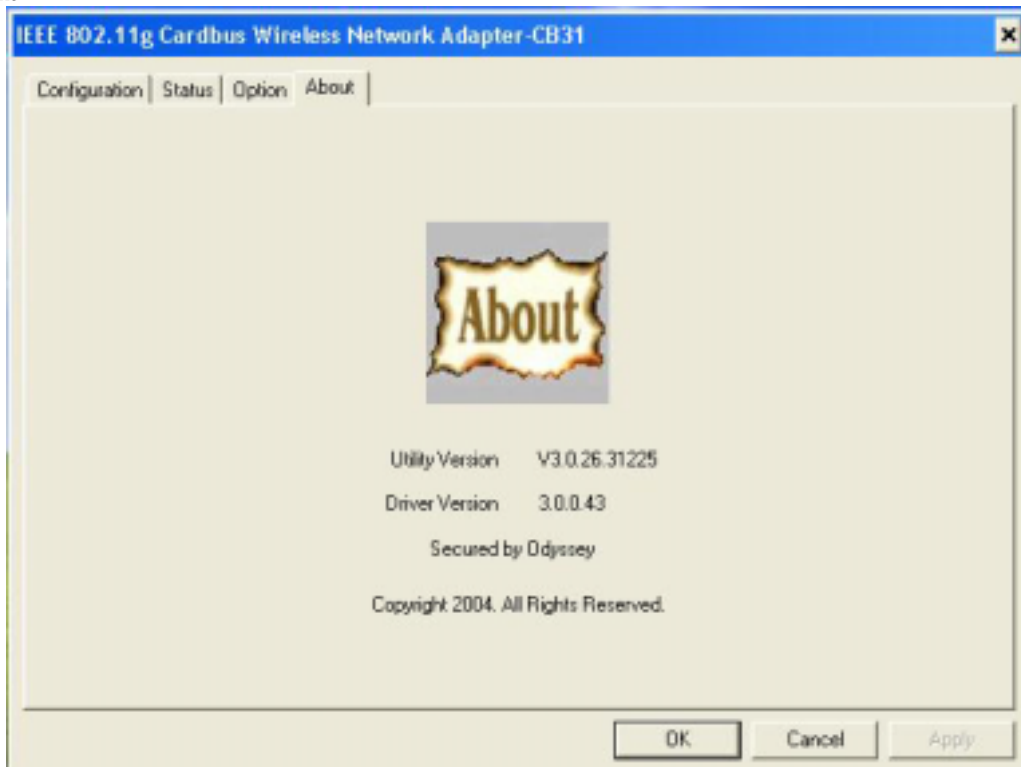 IEEE 802.11g Cardbus Wireless Network Adapter-CB31
Configuration Status Option About
About
Utility Version V3.0.26.31225
Driver Version 3.0.0.43
Secured by Odyssey
Copyright 2004. All Rights Reserved.
OK Cancel Apply